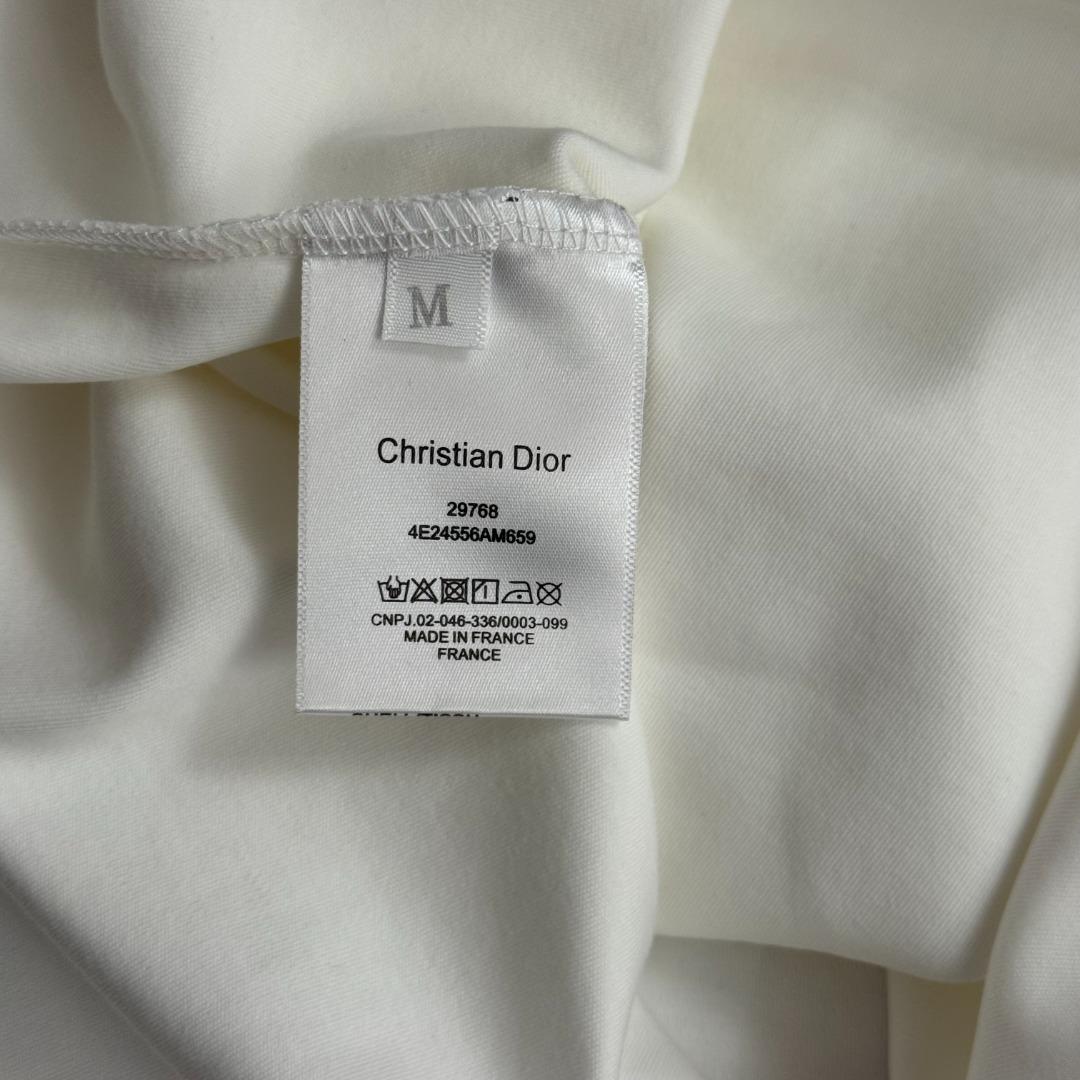 M
Christian Dior
29768
4E24556AM659
CNPJ.02-046-336/0003-099
MADE IN FRANCE
FRANCE